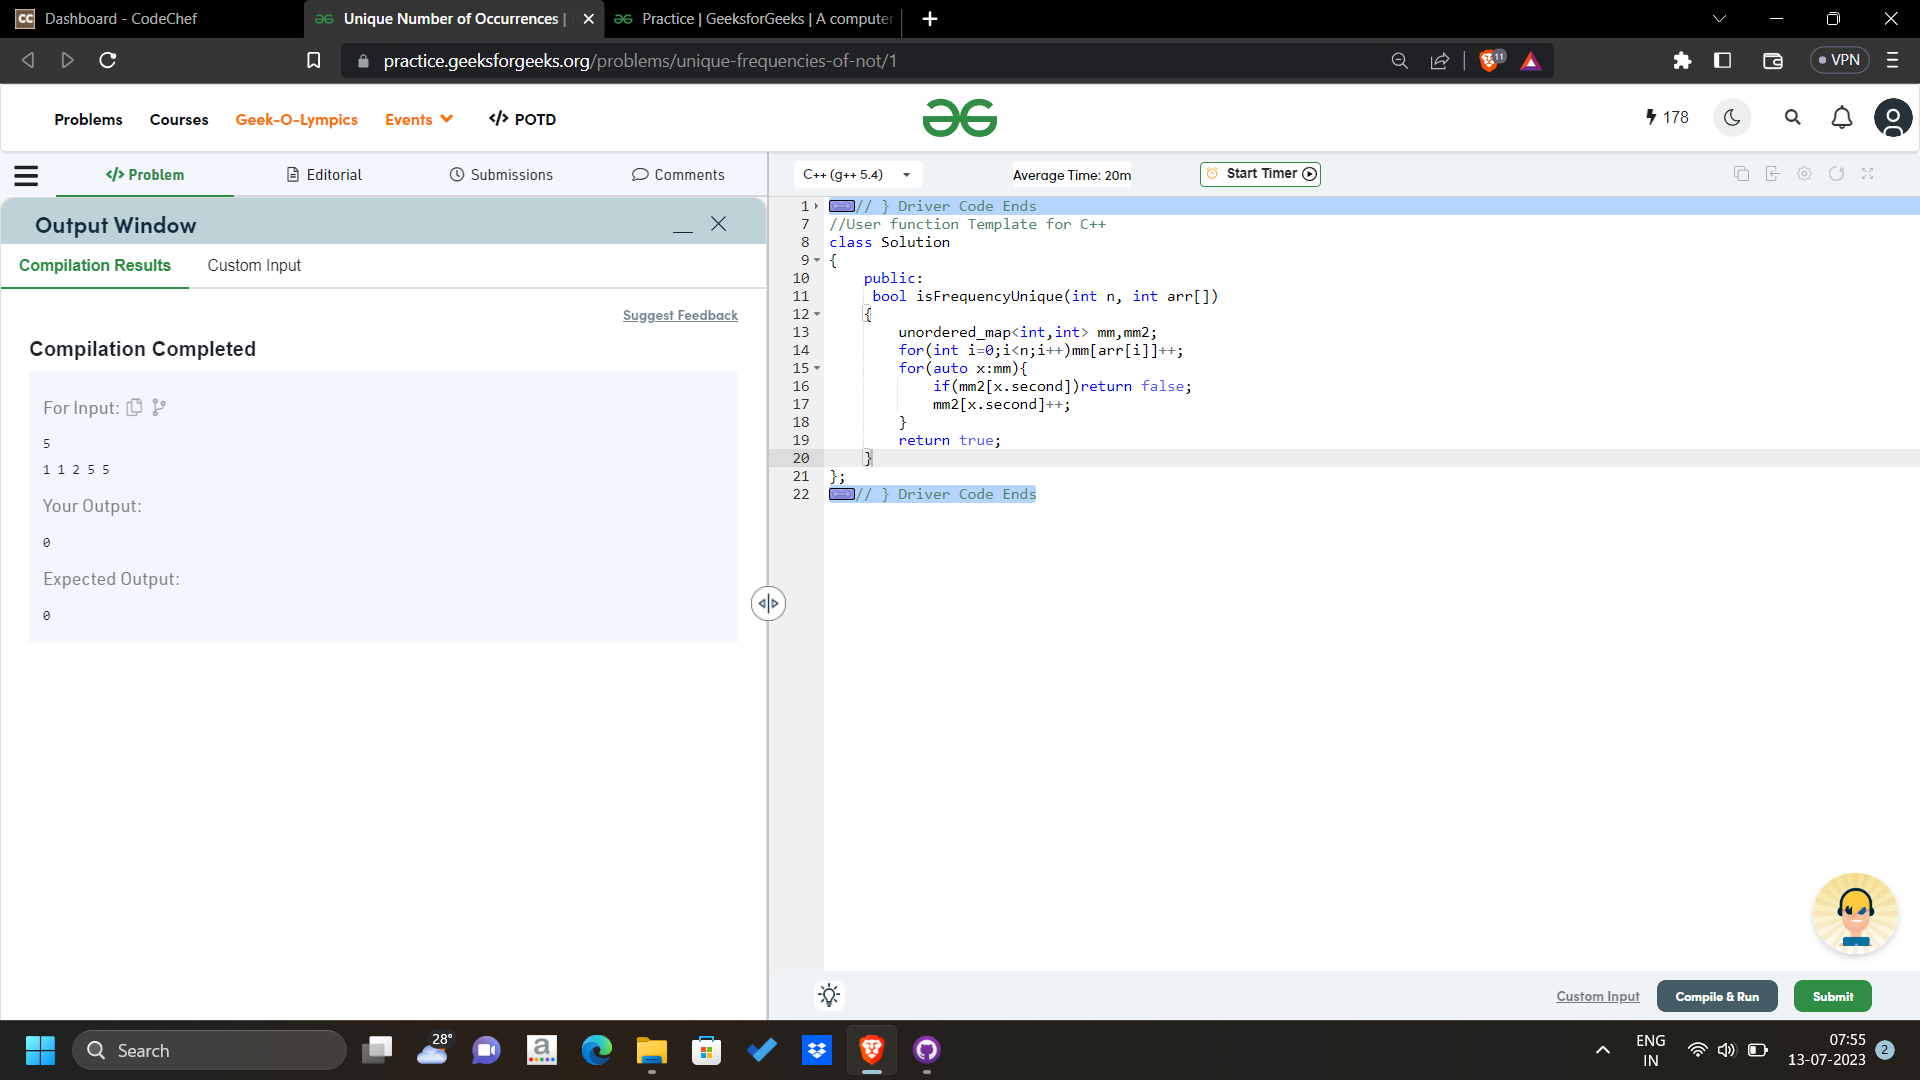 CC Dashboard - CodeChef
Unique Number of Occurrences |
Practice | GeeksforGeeks | A computer
practice.geeksforgeeks.org/problems/unique-frequencies-of-not/1
11
VPN
Problems Courses Geek-O-Lympics Events </> POTD
178
</> Problem Editorial Submissions Comments
C++ (g++ 5.4) Average Time: 20m Start Timer
Output Window
Compilation Results Custom Input
Suggest Feedback
Compilation Completed
For Input:
5
1 1 2 5 5
Your Output:
0
Expected Output:
0
1 // } Driver Code Ends
7 //User function Template for C++
8 class Solution
9 {
10 public:
11 bool isFrequencyUnique(int n, int arr[])
12 {
13 unordered_map<int,int> mm,mm2;
14 for(int i=0;i<n;i++)mm[arr[i]]++;
15 for(auto x:mm){
16 if(mm2[x.second])return false;
17 mm2[x.second]++;
18 }
19 return true;
20 }
21 };
22 // } Driver Code Ends
Custom Input Compile & Run Submit
Search
28°
a
ENG
IN
07:55
13-07-2023
2